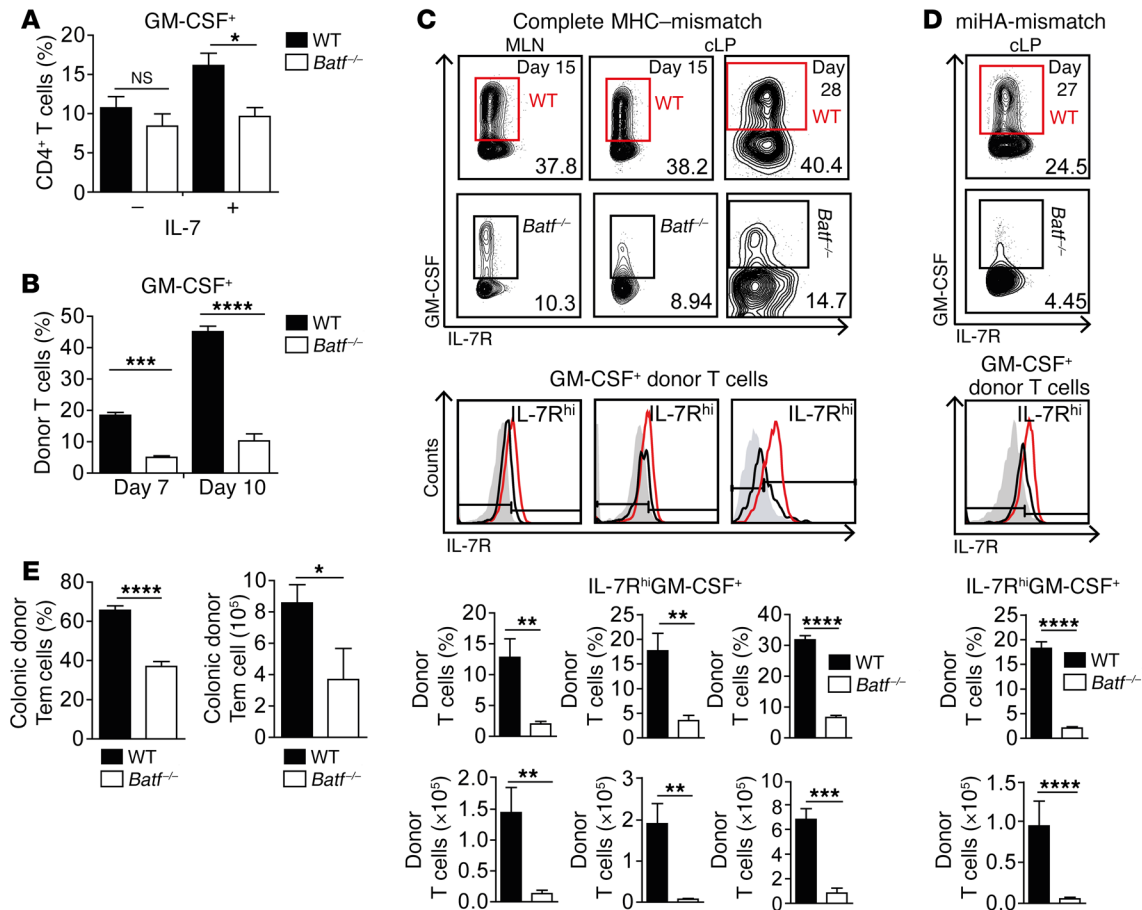 A
GM-CSF⁺
CD4⁺ T cells (%)
20
15
10
5
0
NS
*
WT
Batf⁻/⁻
– +
IL-7
B
GM-CSF⁺
Donor T cells (%)
50
40
30
20
10
0
***
****
WT
Batf⁻/⁻
Day 7 Day 10
C
Complete MHC–mismatch
MLN cLP
Day 15
WT
37.8
Day 15
WT
38.2
Day
28
WT
40.4
Batf⁻/⁻
10.3
Batf⁻/⁻
8.94
Batf⁻/⁻
14.7
GM-CSF
IL-7R
GM-CSF⁺ donor T cells
IL-7Rʰⁱ IL-7Rʰⁱ IL-7Rʰⁱ
Counts
IL-7R
IL-7RʰⁱGM-CSF⁺
Donor
T cells (%)
20
15
10
5
0
**
Donor
T cells (%)
25
20
15
10
5
0
**
Donor
T cells (%)
40
30
20
10
0
****
WT
Batf⁻/⁻
Donor
T cells (×10⁵)
2.0
1.5
1.0
0.5
0.0
**
Donor
T cells (×10⁵)
3
2
1
0
**
Donor
T cells (×10⁵)
10
8
6
4
2
0
***
D
miHA-mismatch
cLP
Day
27
WT
24.5
Batf⁻/⁻
4.45
GM-CSF
IL-7R
GM-CSF⁺
donor T cells
IL-7Rʰⁱ
IL-7R
IL-7RʰⁱGM-CSF⁺
Donor
T cells (%)
25
20
15
10
5
0
****
WT
Batf⁻/⁻
Donor
T cells (×10⁵)
1.5
1.0
0.5
0.0
****
E
Colonic donor
Tem cells (%)
80
60
40
20
0
****
WT
Batf⁻/⁻
Colonic donor
Tem cell (10⁵)
10
8
6
4
2
0
*
WT
Batf⁻/⁻